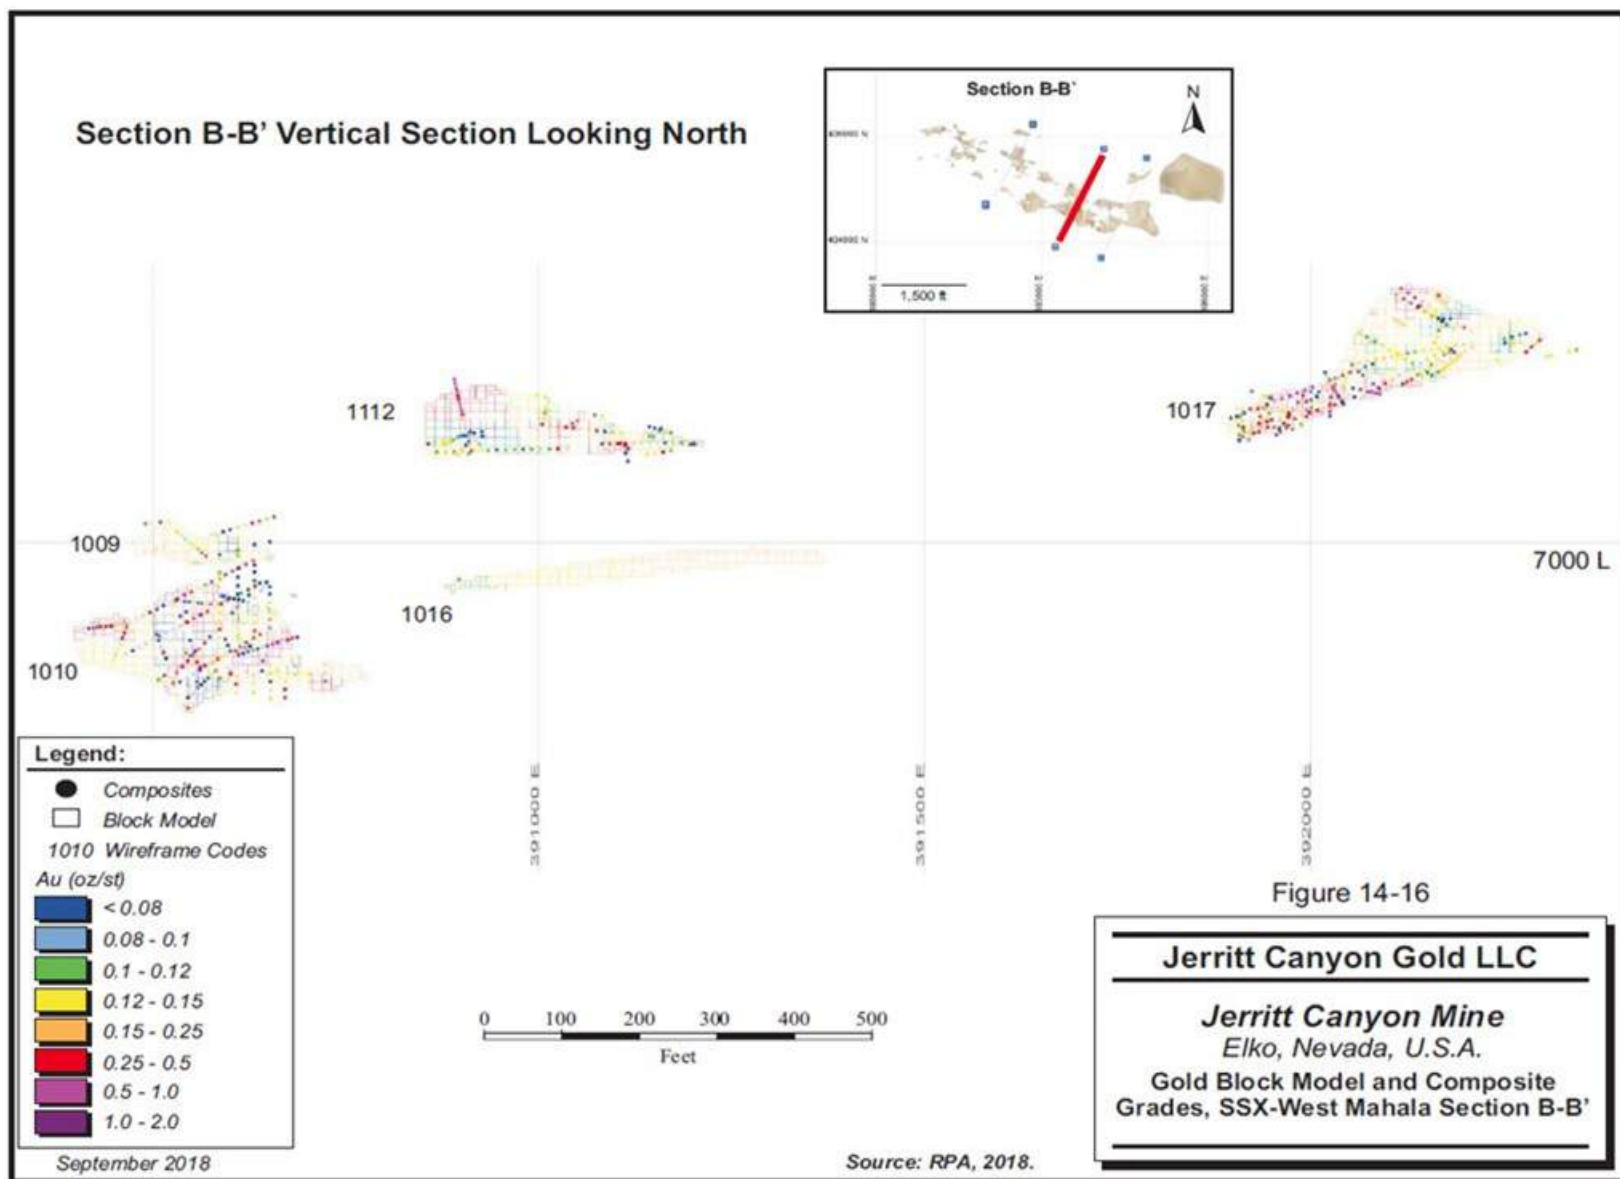 Section B-B' Vertical Section Looking North
Section B-B`
N
1,500 ft
1112
1017
1009
7000 L
1016
1010
391000 E
391500 E
392000 E
Legend:
Composites
Block Model
1010 Wireframe Codes
Au (oz/st)
< 0.08
0.08 - 0.1
0.1 - 0.12
0.12 - 0.15
0.15 - 0.25
0.25 - 0.5
0.5 - 1.0
1.0 - 2.0
September 2018
0 100 200 300 400 500
Feet
Source: RPA, 2018.
Figure 14-16
Jerritt Canyon Gold LLC
Jerritt Canyon Mine
Elko, Nevada, U.S.A.
Gold Block Model and Composite
Grades, SSX-West Mahala Section B-B'